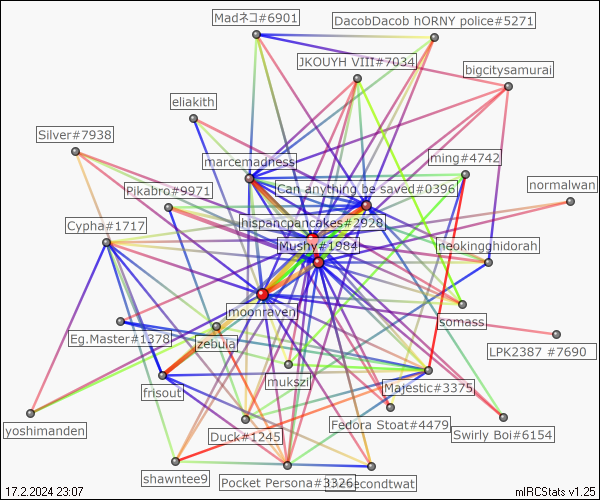 Madネコ#6901
DacobDacob hORNY police#5271
JKOUYH VIII#7034
bigcitysamurai
eliakith
Silver#7938
marcemadness
ming#4742
Pikabro#9971
Can anything be saved#0396
normalwan
Cypha#1717
hispancpancakes#2928
Mushy#1984
neokingghidorah
moonraven
somass
Eg.Master#1378
zebula
LPK2387 #7690
frisout
mukszi
Majestic#3375
yoshimanden
Duck#1245
Fedora Stoat#4479
Swirly Boi#6154
shawntee9
Pocket Persona#3326
secondtwat
17.2.2024 23:07
mIRCStats v1.25